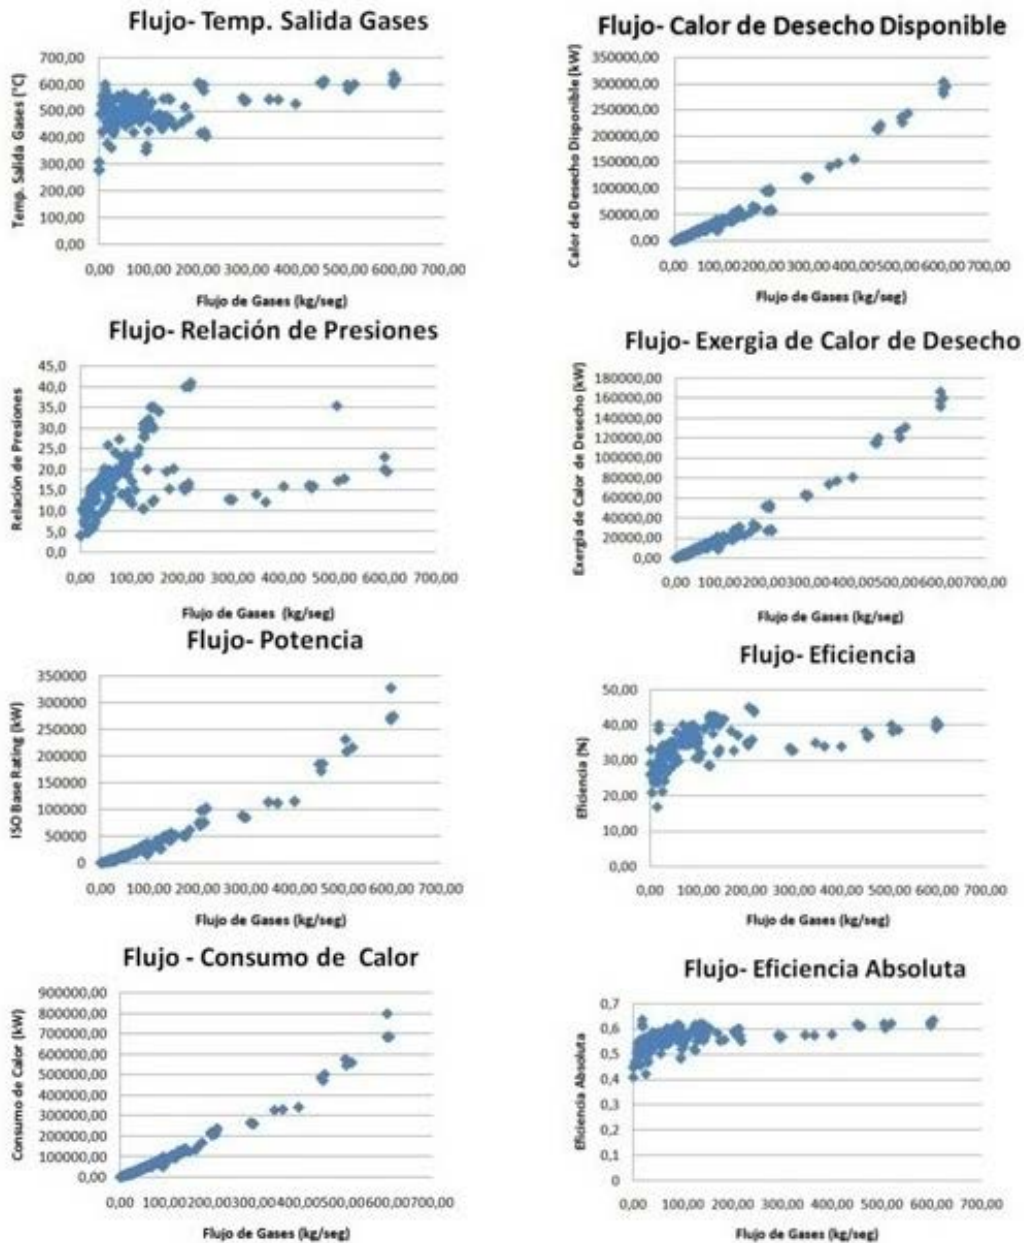 Flujo- Temp. Salida Gases
700,00
600,00
500,00
400,00
300,00
200,00
100,00
0,00
Temp. Salida Gases (°C)
0,00 100,00 200,00 300,00 400,00 500,00 600,00 700,00
Flujo de Gases (kg/seg)
Flujo- Calor de Desecho Disponible
350000,00
300000,00
250000,00
200000,00
150000,00
100000,00
50000,00
0,00
Calor de Desecho Disponible (kW)
0,00 100,00200,00300,00400,00500,00600,00700,00
Flujo de Gases (kg/seg)
Flujo- Relación de Presiones
45,0
40,0
35,0
30,0
25,0
20,0
15,0
10,0
5,0
0,0
Relación de Presiones
0,00 100,00 200,00 300,00 400,00 500,00 600,00 700,00
Flujo de Gases (kg/seg)
Flujo- Exergia de Calor de Desecho
180000,00
160000,00
140000,00
120000,00
100000,00
80000,00
60000,00
40000,00
20000,00
0,00
Exergia de Calor de Desecho (kW)
0,00 100,00200,00300,00400,00500,00600,00700,00
Flujo de Gases (kg/seg)
Flujo- Potencia
350000
300000
250000
200000
150000
100000
50000
0
ISO Base Rating (kW)
0,00 100,00 200,00 300,00 400,00 500,00 600,00 700,00
Flujo de Gases (kg/seg)
Flujo- Eficiencia
50,00
40,00
30,00
20,00
10,00
0,00
Eficiencia (%)
0,00 100,00 200,00 300,00 400,00 500,00 600,00 700,00
Flujo de Gases (kg/seg)
Flujo - Consumo de Calor
900000,00
800000,00
700000,00
600000,00
500000,00
400000,00
300000,00
200000,00
100000,00
0,00
Consumo de Calor (kW)
0,00 100,00200,00300,00400,00500,00600,00700,00
Flujo de Gases (kg/seg)
Flujo- Eficiencia Absoluta
0,7
0,6
0,5
0,4
0,3
0,2
0,1
0
Eficiencia Absoluta
0,00 100,00 200,00 300,00 400,00 500,00 600,00 700,00
Flujo de Gases (kg/seg)